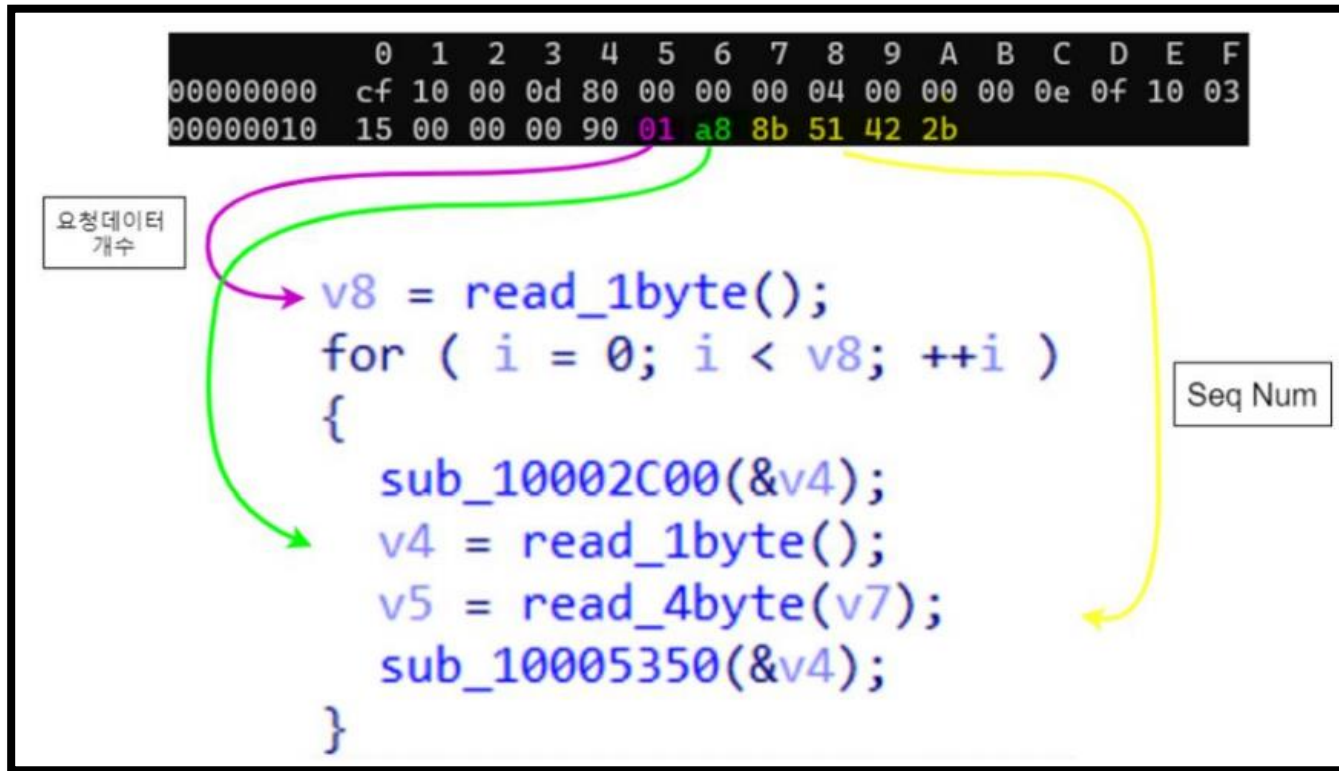 0 1 2 3 4 5 6 7 8 9 A B C D E F
00000000 cf 10 00 0d 80 00 00 00 04 00 00 00 0e 0f 10 03
00000010 15 00 00 00 90 01 a8 8b 51 42 2b
요청데이터
개수
v8 = read_1byte();
for ( i = 0; i < v8; ++i )
{
Seq Num
sub_10002C00(&v4);
v4 = read_1byte();
v5 = read_4byte(v7);
sub_10005350(&v4);
}